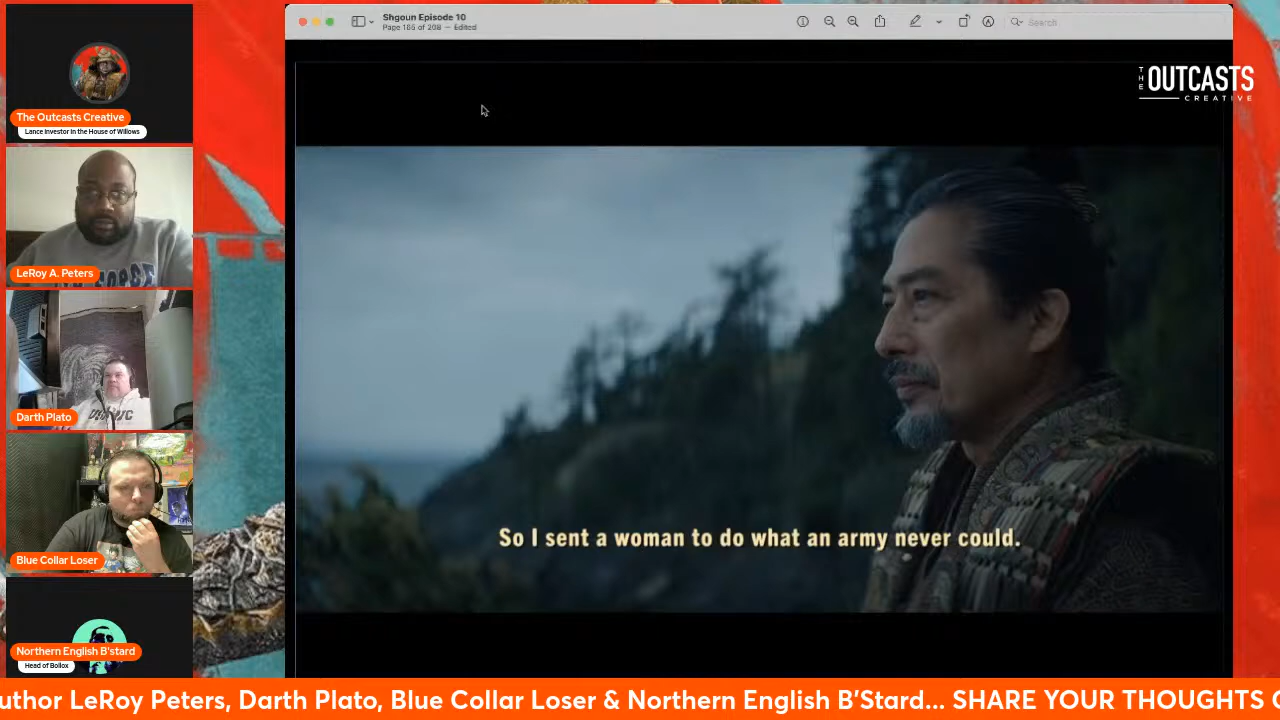 The Outcasts Creative
Lance Investor in the House of Willows
LeRoy A. Peters
Darth Plato
Blue Collar Loser
Northern English B'stard
Head of Bollox
Shgoun Episode 10
Page 165 of 208 — Edited
Search
THE OUTCASTS
CREATIVE
So I sent a woman to do what an army never could.
uthor LeRoy Peters, Darth Plato, Blue Collar Loser & Northern English B'Stard... SHARE YOUR THOUGHTS